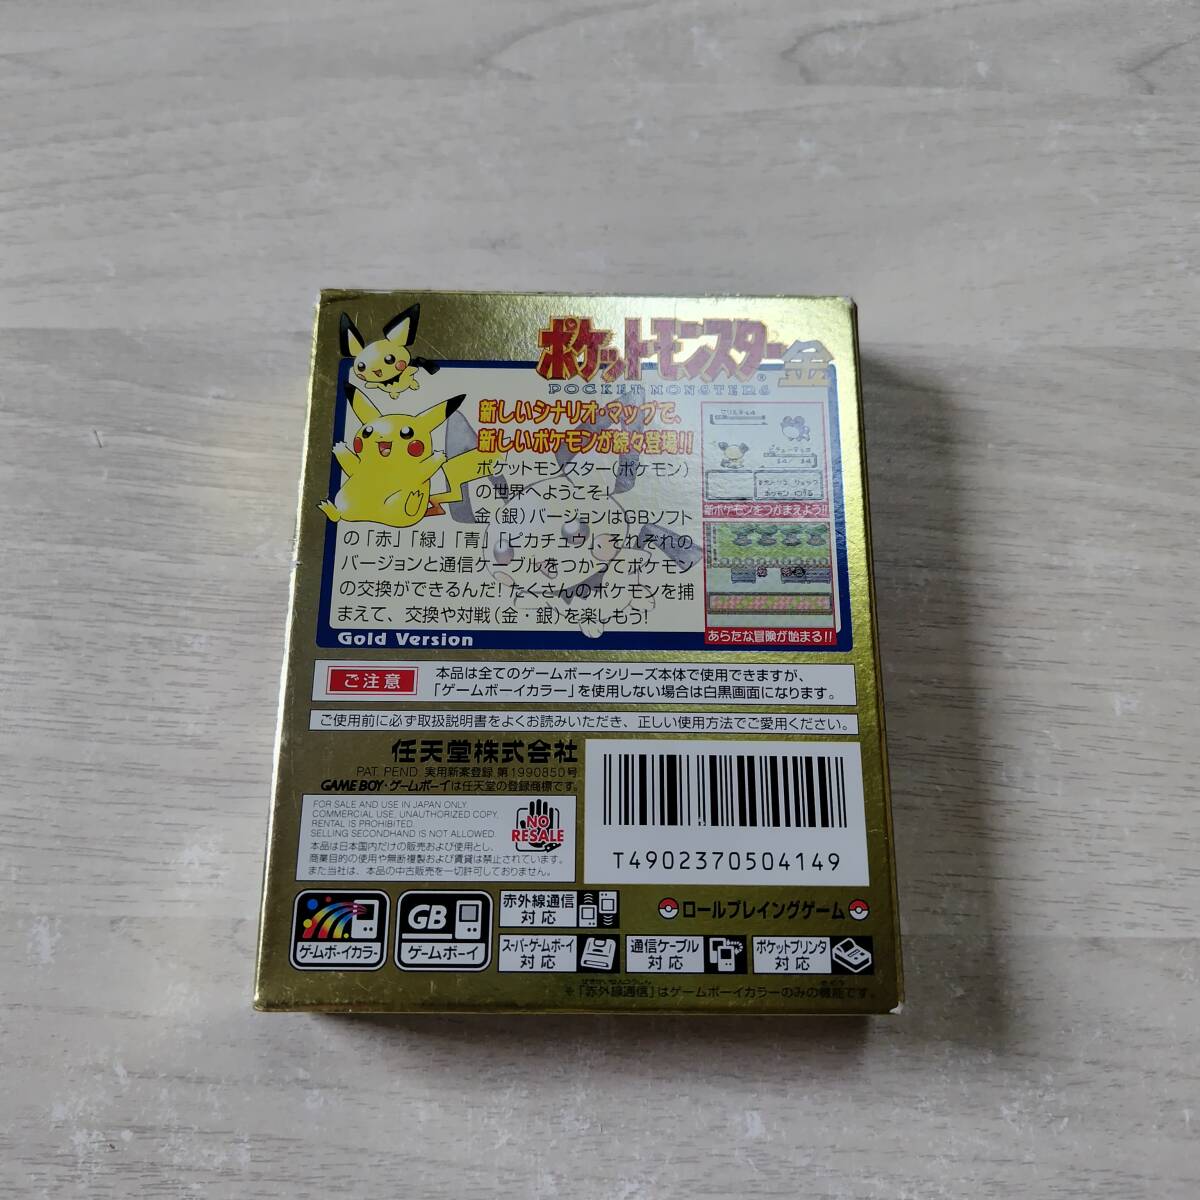 ポケットモンスター 金
POCKET MONSTERS
新しいシナリオ・マップで、
新しいポケモンが続々登場!!
ポケットモンスター(ポケモン)
の世界へようこそ!
金(銀)バージョンはGBソフト
の「赤」「緑」「青」「ピカチュウ」、それぞれの
バージョンと通信ケーブルをつかってポケモン
の交換ができるんだ!たくさんのポケモンを捕
まえて、交換や対戦(金・銀)を楽しもう!
Gold Version
新ポケモンをつかまえよう!!
あらたな冒険が始まる!!
ご注意
本品は全てのゲームボーイシリーズ本体で使用できますが、
「ゲームボーイカラー」を使用しない場合は白黒画面になります。
ご使用前に必ず取扱説明書をよくお読みいただき、正しい使用方法でご愛用ください。
任天堂株式会社
PAT. PEND. 実用新案登録 第1990850号
GAME BOY・ゲームボーイは任天堂の登録商標です。
FOR SALE AND USE IN JAPAN ONLY.
COMMERCIAL USE, UNAUTHORIZED COPY,
RENTAL IS PROHIBITED.
SELLING SECONDHAND IS NOT ALLOWED.
本品は日本国内だけの販売および使用とし、
商業目的の使用や無断複製および賃貸は禁止されています。
また当社は、本品の中古販売を一切許可しておりません。
NO
RESALE
T4902370504149
ゲームボーイカラー
GB
ゲームボーイ
赤外線通信
対応
ロールプレイングゲーム
スーパーゲームボーイ
対応
通信ケーブル
対応
ポケットプリンタ
対応
※「赤外線通信」はゲームボーイカラーのみの機能です。